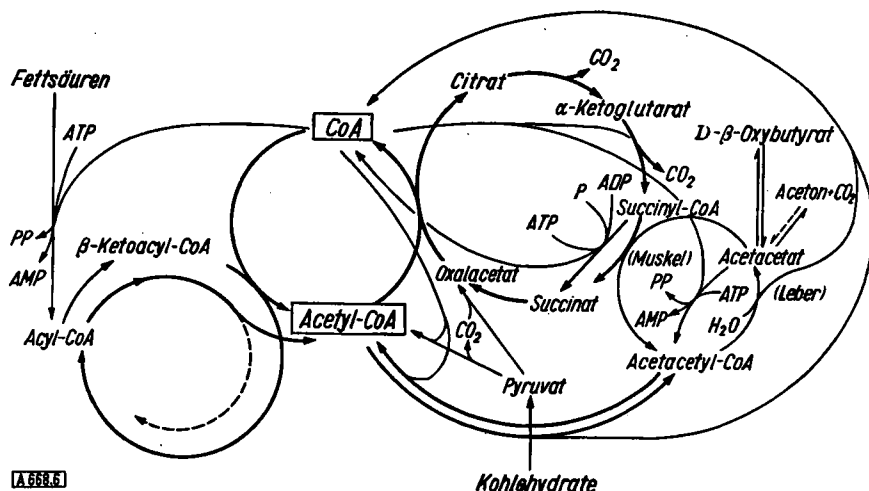 CO₂
Fettsäuren
Citrat
α-Ketoglutarat
ATP
CoA
D-β-Oxybutyrat
CO₂
P
ADP
Aceton+CO₂
ATP
Succinyl-CoA
PP
β-Ketoacyl-CoA
AMP
Oxalacetat
(Muskel)
Acetacetat
PP
Succinat
ATP
(Leber)
Acetyl-CoA
CO₂
AMP
H₂O
Acyl-CoA
Acetacetyl-CoA
Pyruvat
A 668.6
Kohlehydrate